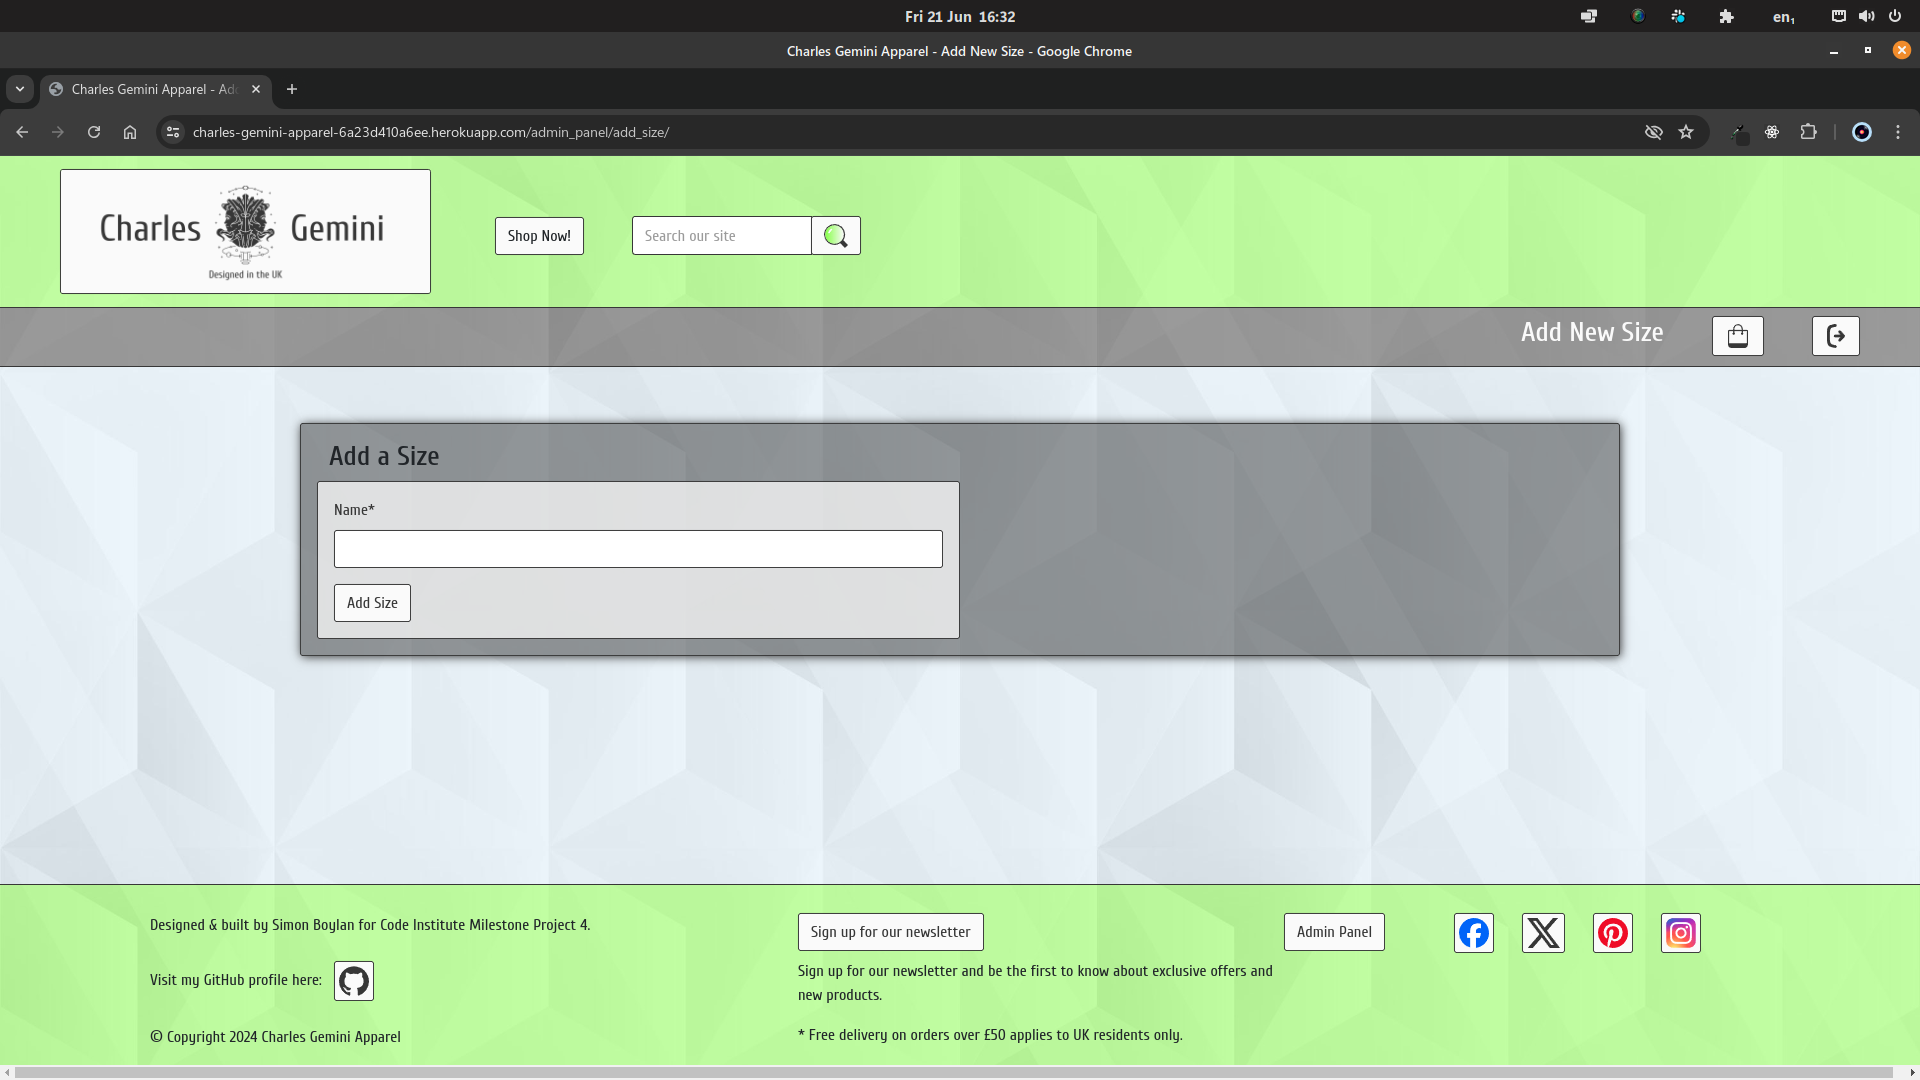 Fri 21 Jun 16:32
en1
Charles Gemini Apparel - Add New Size - Google Chrome
Charles Gemini Apparel - Add
charles-gemini-apparel-6a23d410a6ee.herokuapp.com/admin_panel/add_size/
Charles Gemini
Designed in the UK
Shop Now!
Search our site
Add New Size
Add a Size
Name*
Add Size
Designed & built by Simon Boylan for Code Institute Milestone Project 4.
Visit my GitHub profile here:
© Copyright 2024 Charles Gemini Apparel
Sign up for our newsletter
Sign up for our newsletter and be the first to know about exclusive offers and
new products.
* Free delivery on orders over £50 applies to UK residents only.
Admin Panel